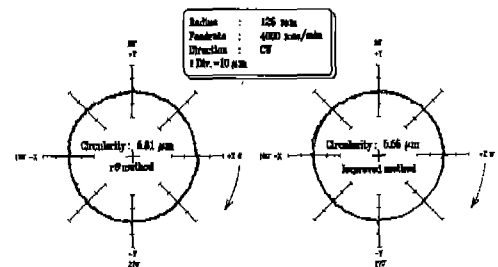 Radius : 125 mm
Feedrate : 4000 mm/min
Direction : CW
1 Div.=10 μm
+Y
+Y
Circularity: 6.81 μm
Circularity: 5.66 μm
-X
+X
-X
+X
rθ method
Improved method
-Y
-Y